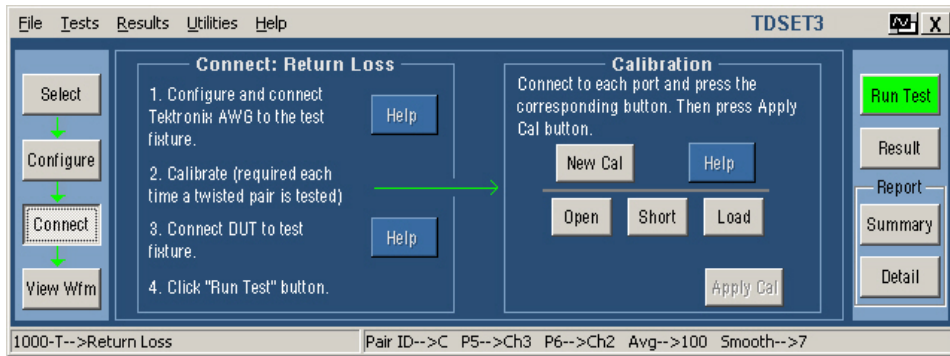 File Tests Results Utilities Help TDSET3 X
Select
Configure
Connect
View Wfm
Connect: Return Loss
1. Configure and connect
Tektronix AWG to the test
fixture.
Help
2. Calibrate (required each
time a twisted pair is tested)
3. Connect DUT to test
fixture.
Help
4. Click "Run Test" button.
Calibration
Connect to each port and press the
corresponding button. Then press Apply
Cal button.
New Cal Help
Open Short Load
Apply Cal
Run Test
Result
Report
Summary
Detail
1000-T-->Return Loss Pair ID-->C P5-->Ch3 P6-->Ch2 Avg-->100 Smooth-->7